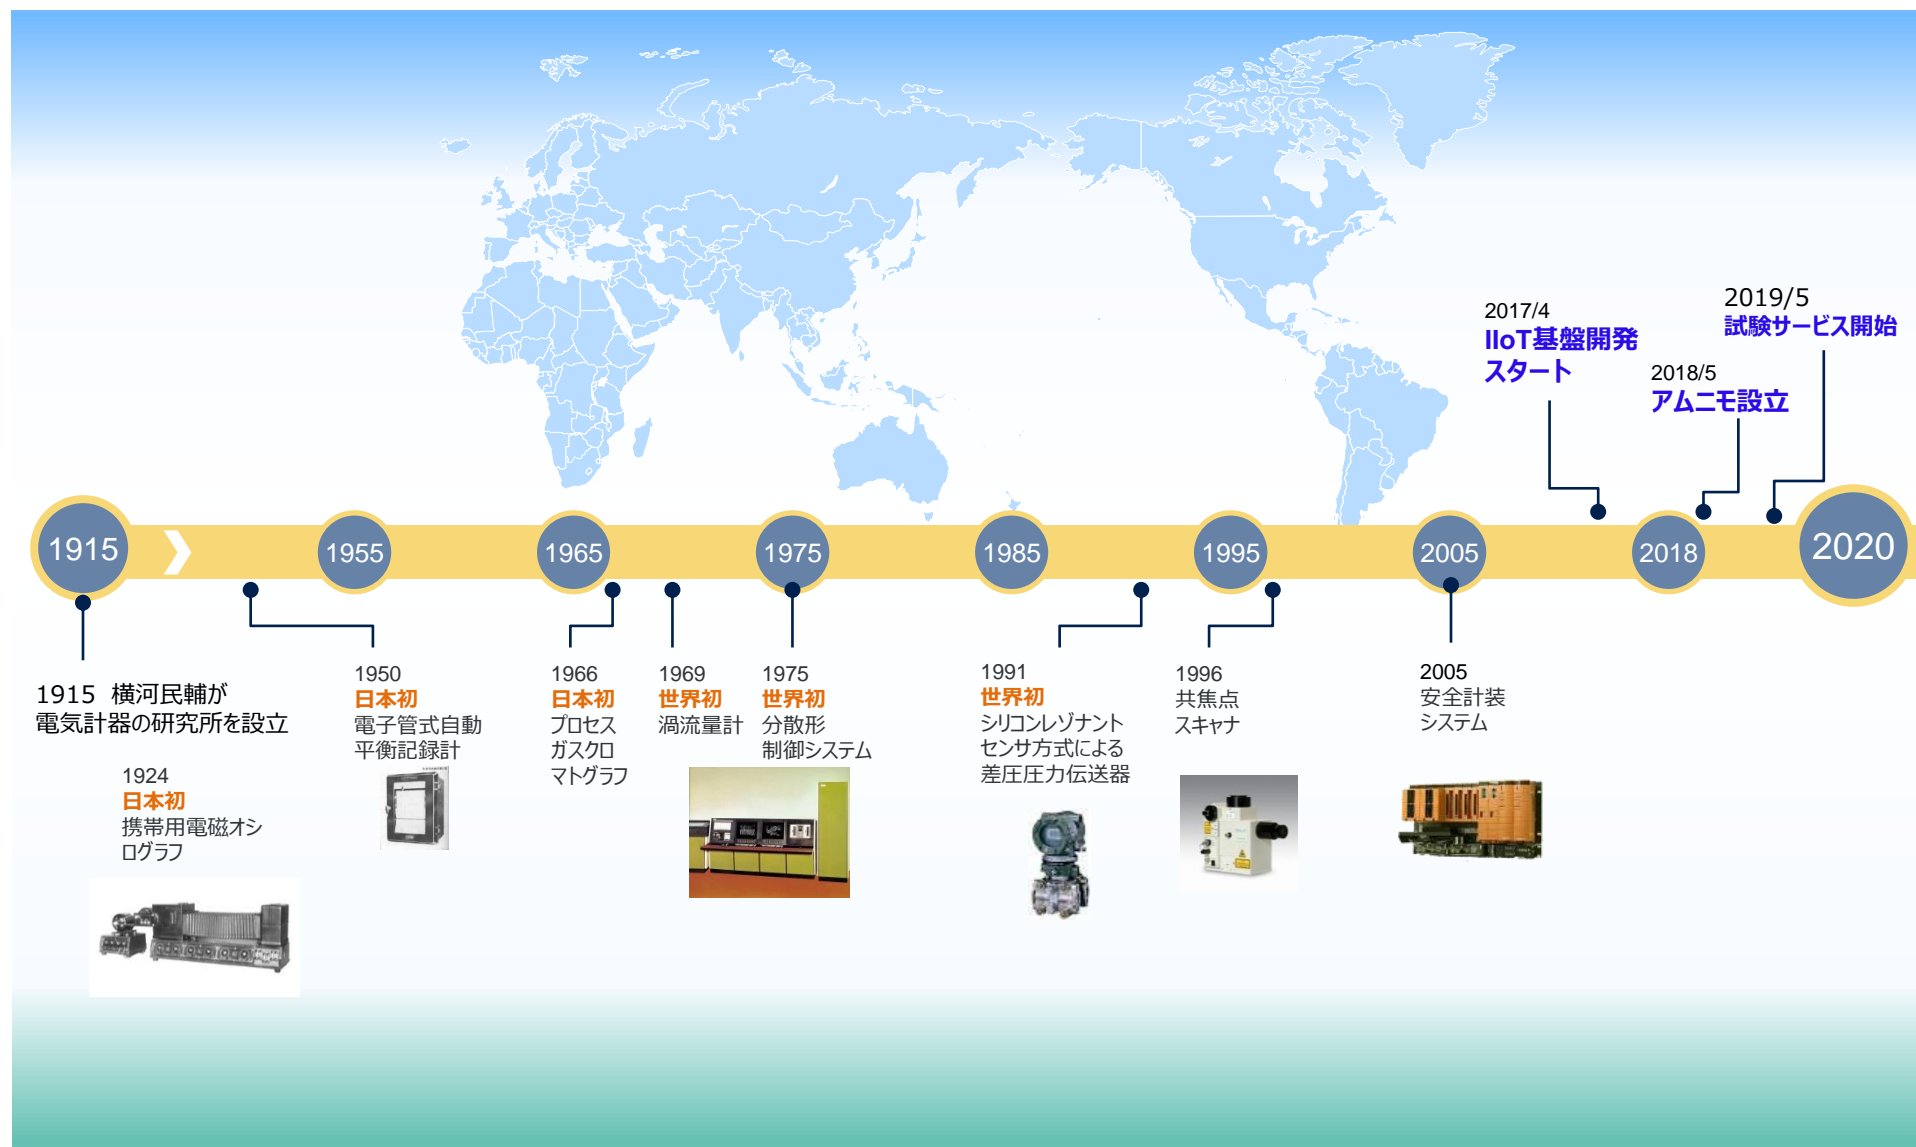 2017/4
IIoT基盤開発
スタート
2018/5
アムニモ設立
2019/5
試験サービス開始
1915
1955
1965
1975
1985
1995
2005
2018
2020
1915 横河民輔が
電気計器の研究所を設立
1924
日本初
携帯用電磁オシ
ログラフ
1950
日本初
電子管式自動
平衡記録計
1966
日本初
プロセス
ガスクロ
マトグラフ
1969
世界初
渦流量計
1975
世界初
分散形
制御システム
1991
世界初
シリコンレゾナント
センサ方式による
差圧圧力伝送器
1996
共焦点
スキャナ
2005
安全計装
システム